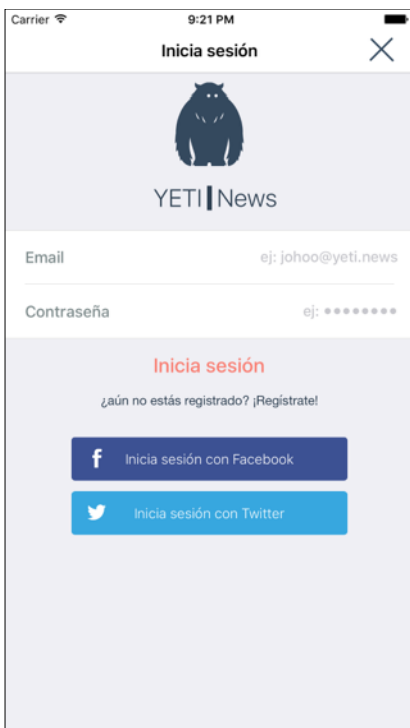 Carrier 9:21 PM
Inicia sesión
YETI News
Email ej: johoo@yeti.news
Contraseña ej: ●●●●●●●●
Inicia sesión
¿aún no estás registrado? ¡Regístrate!
Inicia sesión con Facebook
Inicia sesión con Twitter